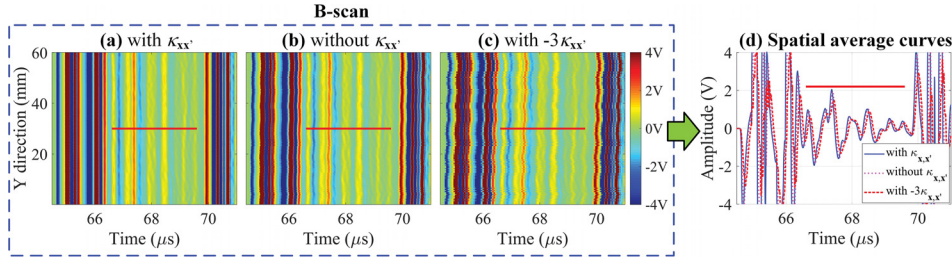 B-scan
(a) with κxx'
(b) without κxx'
(c) with -3κxx'
(d) Spatial average curves
Y direction (mm)
60
40
20
66 68 70
Time (μs)
66 68 70
Time (μs)
66 68 70
Time (μs)
4V
2V
0V
-2V
-4V
Amplitude (V)
4
2
0
-2
-4
66 68 70
Time (μs)
with κx,x'
without κx,x'
with -3κx,x'